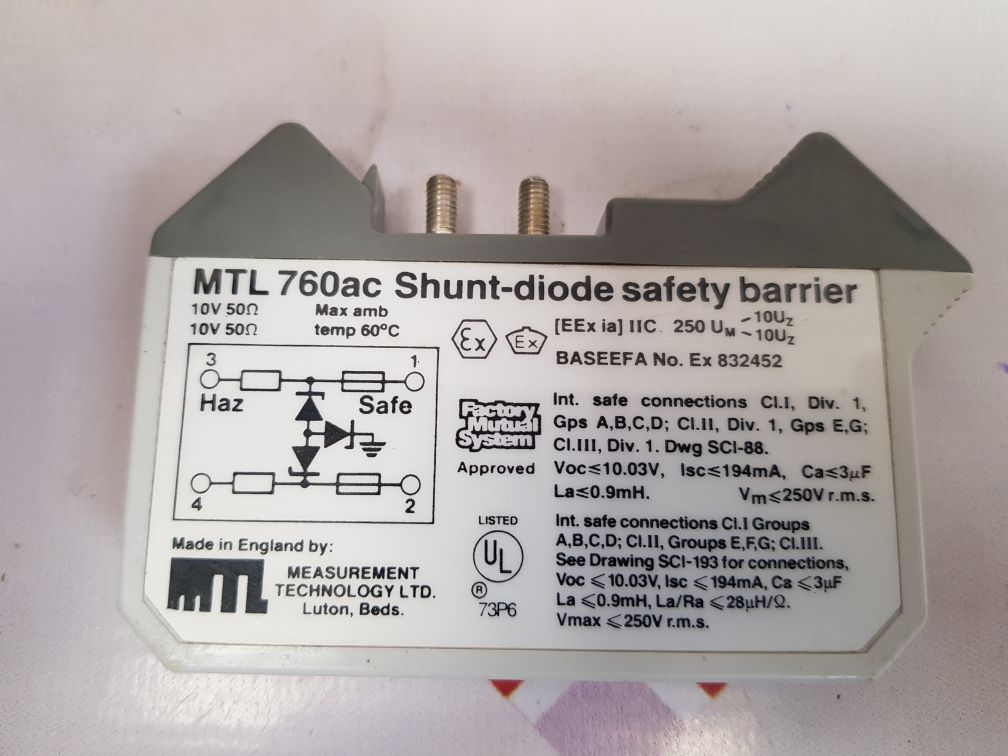 MTL 760ac Shunt-diode safety barrier
10V 50Ω Max amb
10V 50Ω temp 60ºC
Ex Ex [EEx ia] IIC 250 UM ~10Uz
~10Uz
BASEEFA No. Ex 832452
3 1
Haz Safe
4 2
Factory
Mutual
System
Approved
Int. safe connections Cl.I, Div. 1,
Gps A,B,C,D; Cl.II, Div. 1, Gps E,G;
Cl.III, Div. 1. Dwg SCI-88.
Voc≤10.03V, Isc≤194mA, Ca≤3μF
La≤0.9mH. Vm≤250V r.m.s.
LISTED
UL
®
73P6
Int. safe connections Cl.I Groups
A,B,C,D; Cl.II, Groups E,F,G; Cl.III.
See Drawing SCI-193 for connections,
Voc ≤10.03V, Isc ≤194mA, Ca ≤3μF
La ≤0.9mH, La/Ra ≤28μH/Ω.
Vmax ≤250V r.m.s.
Made in England by:
MTL
MEASUREMENT
TECHNOLOGY LTD.
Luton, Beds.